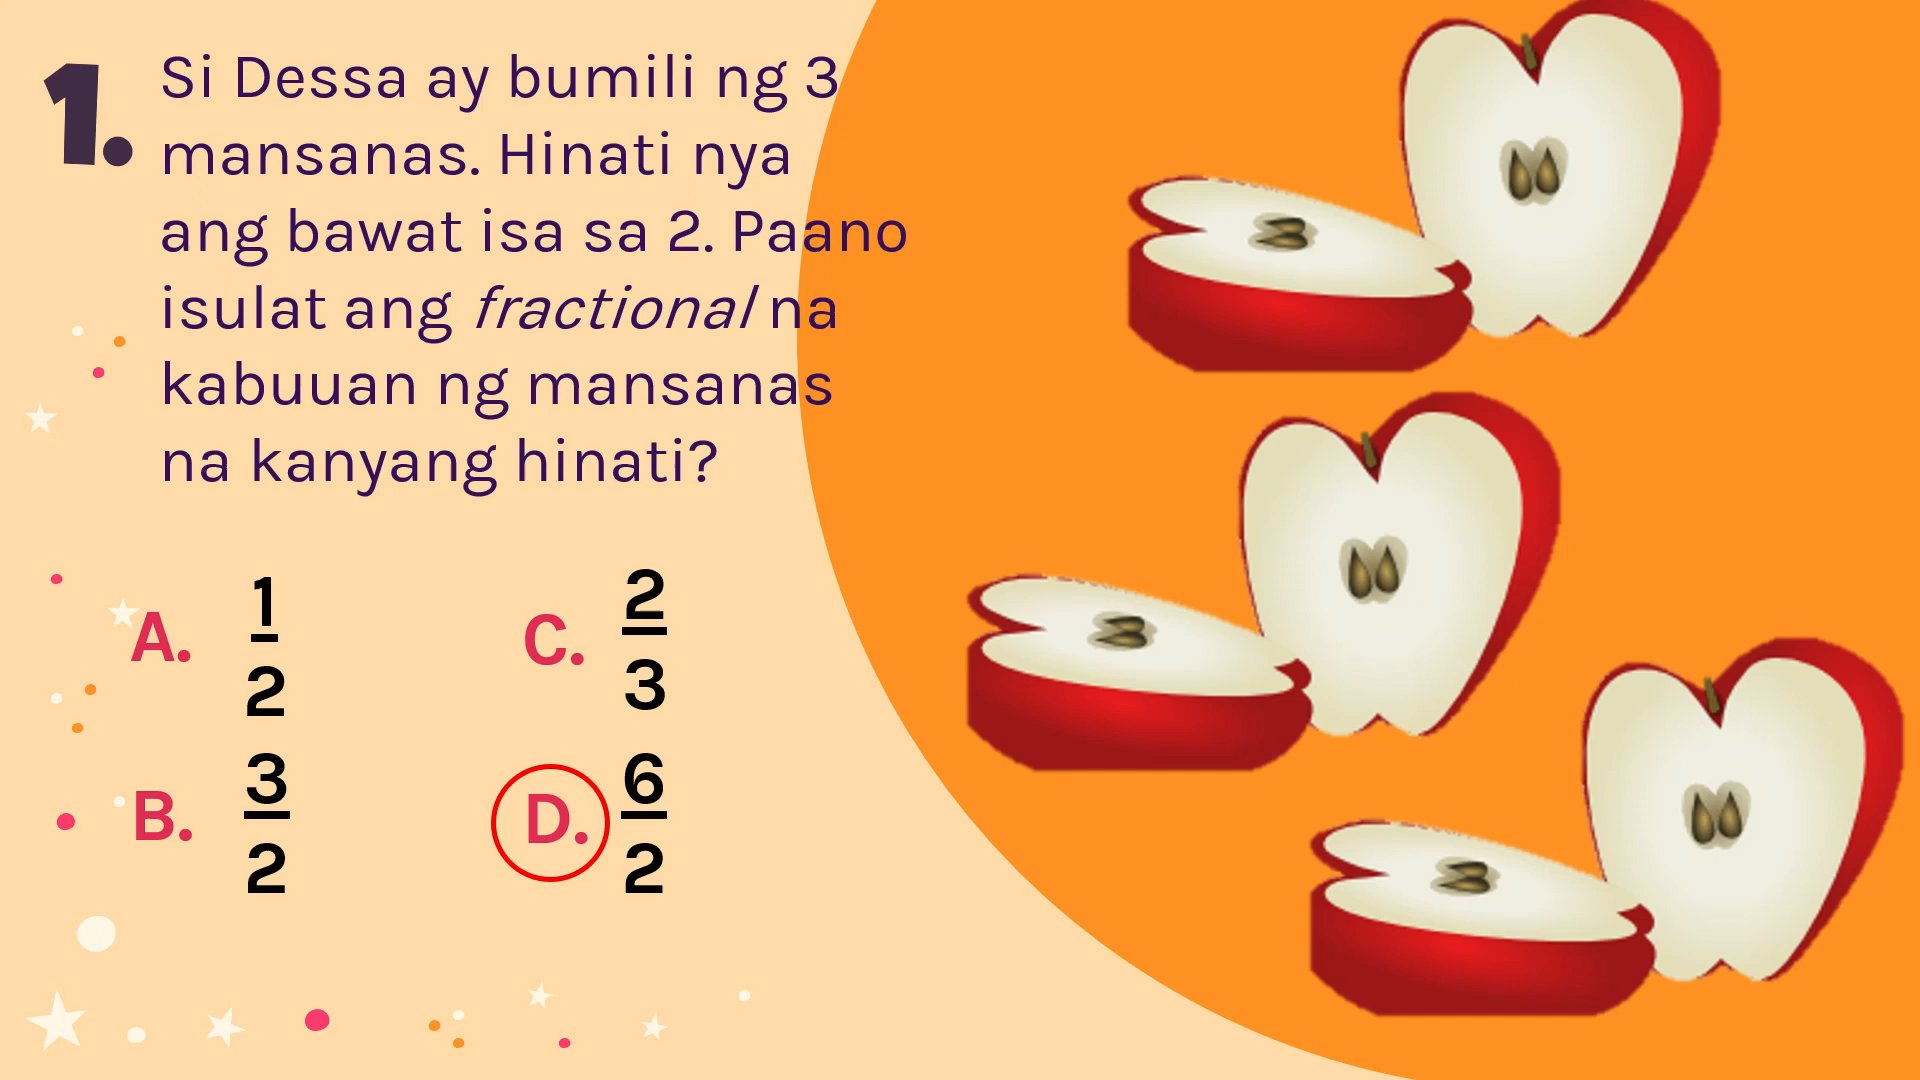 1.
Si Dessa ay bumili ng 3
mansanas. Hinati nya
ang bawat isa sa 2. Paano
isulat ang fractional na
kabuuan ng mansanas
na kanyang hinati?
A. 1/2
C. 2/3
B. 3/2
D. 6/2